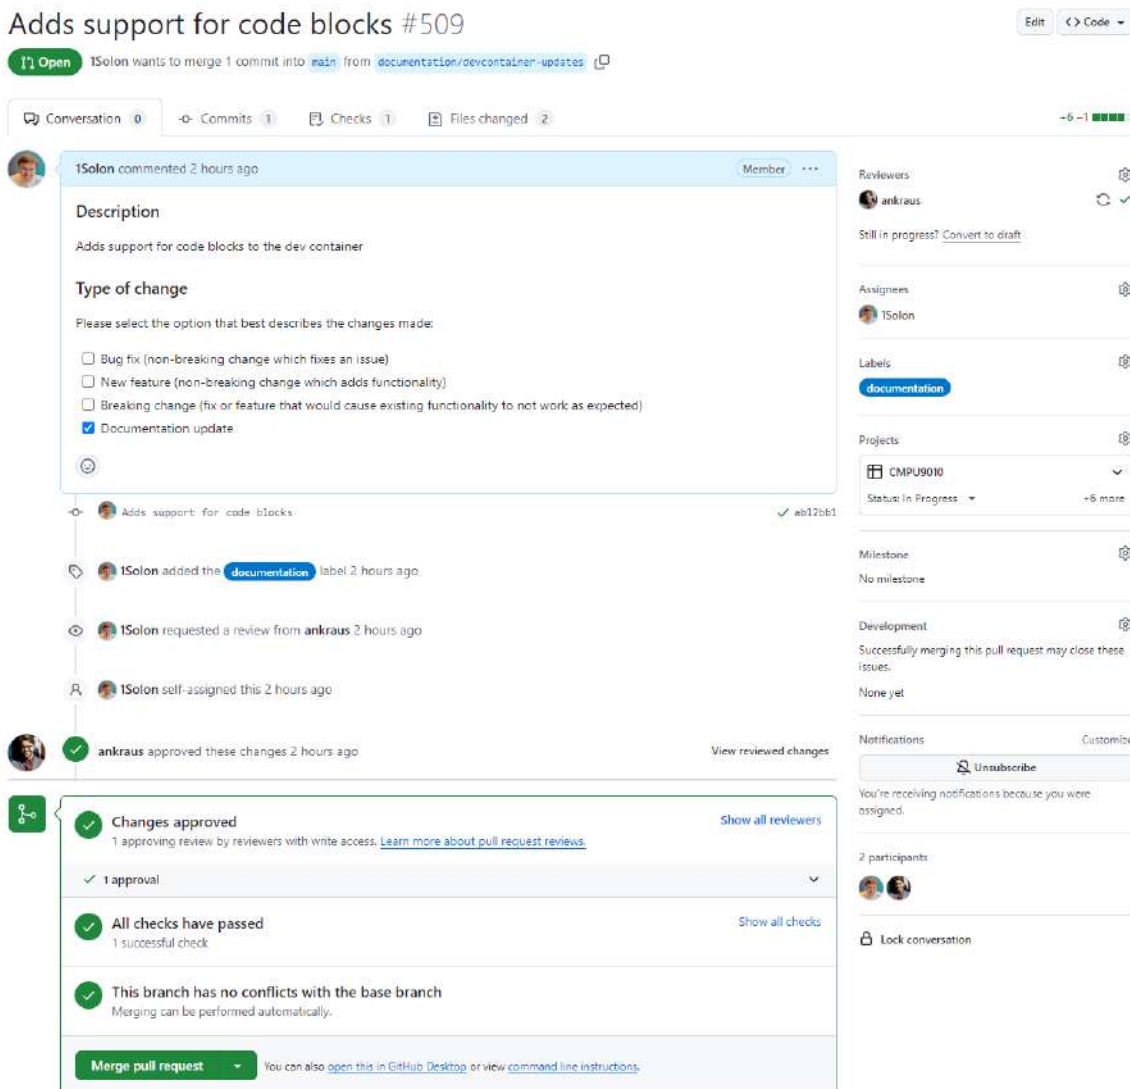 Adds support for code blocks #509
Edit
Code
Open
1Solon wants to merge 1 commit into main from documentation/devcontainer-updates
Conversation 0
Commits 1
Checks 1
Files changed 2
+6 −1
1Solon commented 2 hours ago
Member
Description
Adds support for code blocks to the dev container
Type of change
Please select the option that best describes the changes made:
Bug fix (non-breaking change which fixes an issue)
New feature (non-breaking change which adds functionality)
Breaking change (fix or feature that would cause existing functionality to not work as expected)
Documentation update
Adds support for code blocks
ab12bb1
1Solon added the documentation label 2 hours ago
1Solon requested a review from ankraus 2 hours ago
1Solon self-assigned this 2 hours ago
ankraus approved these changes 2 hours ago
View reviewed changes
Changes approved
1 approving review by reviewers with write access. Learn more about pull request reviews.
Show all reviewers
1 approval
All checks have passed
1 successful check
Show all checks
This branch has no conflicts with the base branch
Merging can be performed automatically.
Merge pull request
You can also open this in GitHub Desktop or view command line instructions.
Reviewers
ankraus
Still in progress? Convert to draft
Assignees
1Solon
Labels
documentation
Projects
CMPU9010
Status: In Progress
+6 more
Milestone
No milestone
Development
Successfully merging this pull request may close these
issues.
None yet
Notifications
Customize
Unsubscribe
You're receiving notifications because you were
assigned.
2 participants
Lock conversation